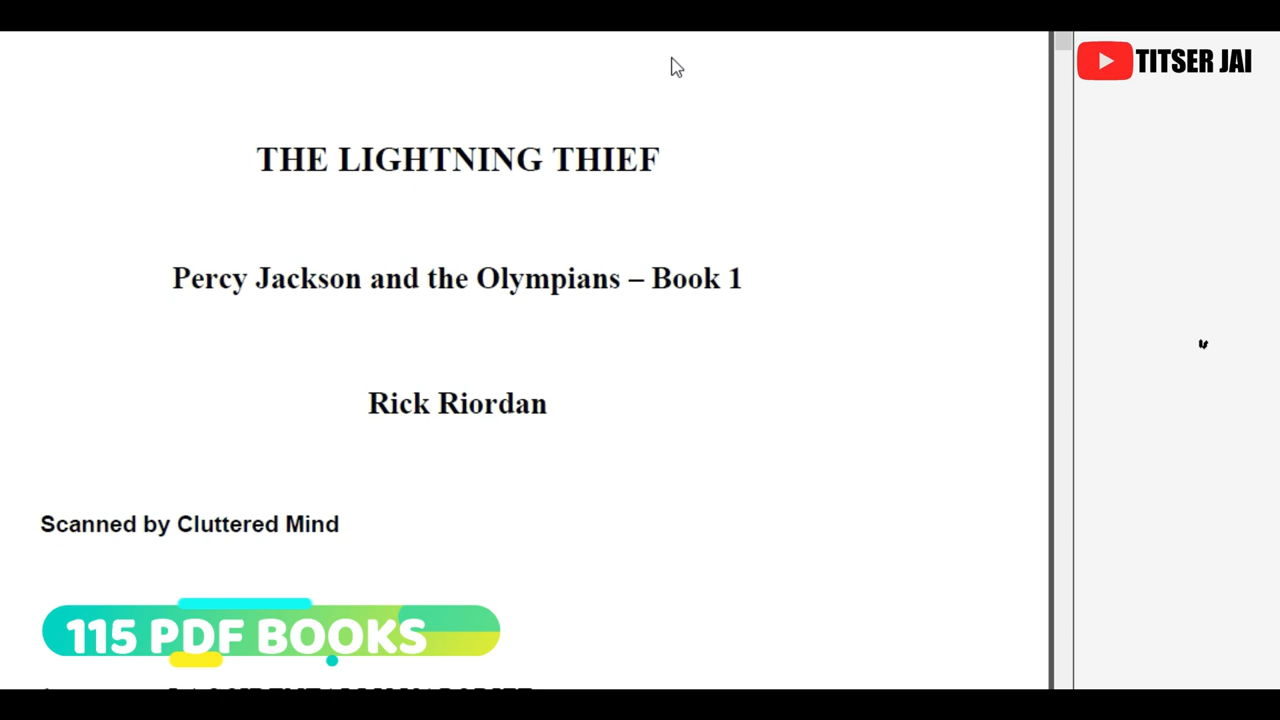 TITSER JAI
THE LIGHTNING THIEF
Percy Jackson and the Olympians – Book 1
Rick Riordan
Scanned by Cluttered Mind
115 PDF BOOKS